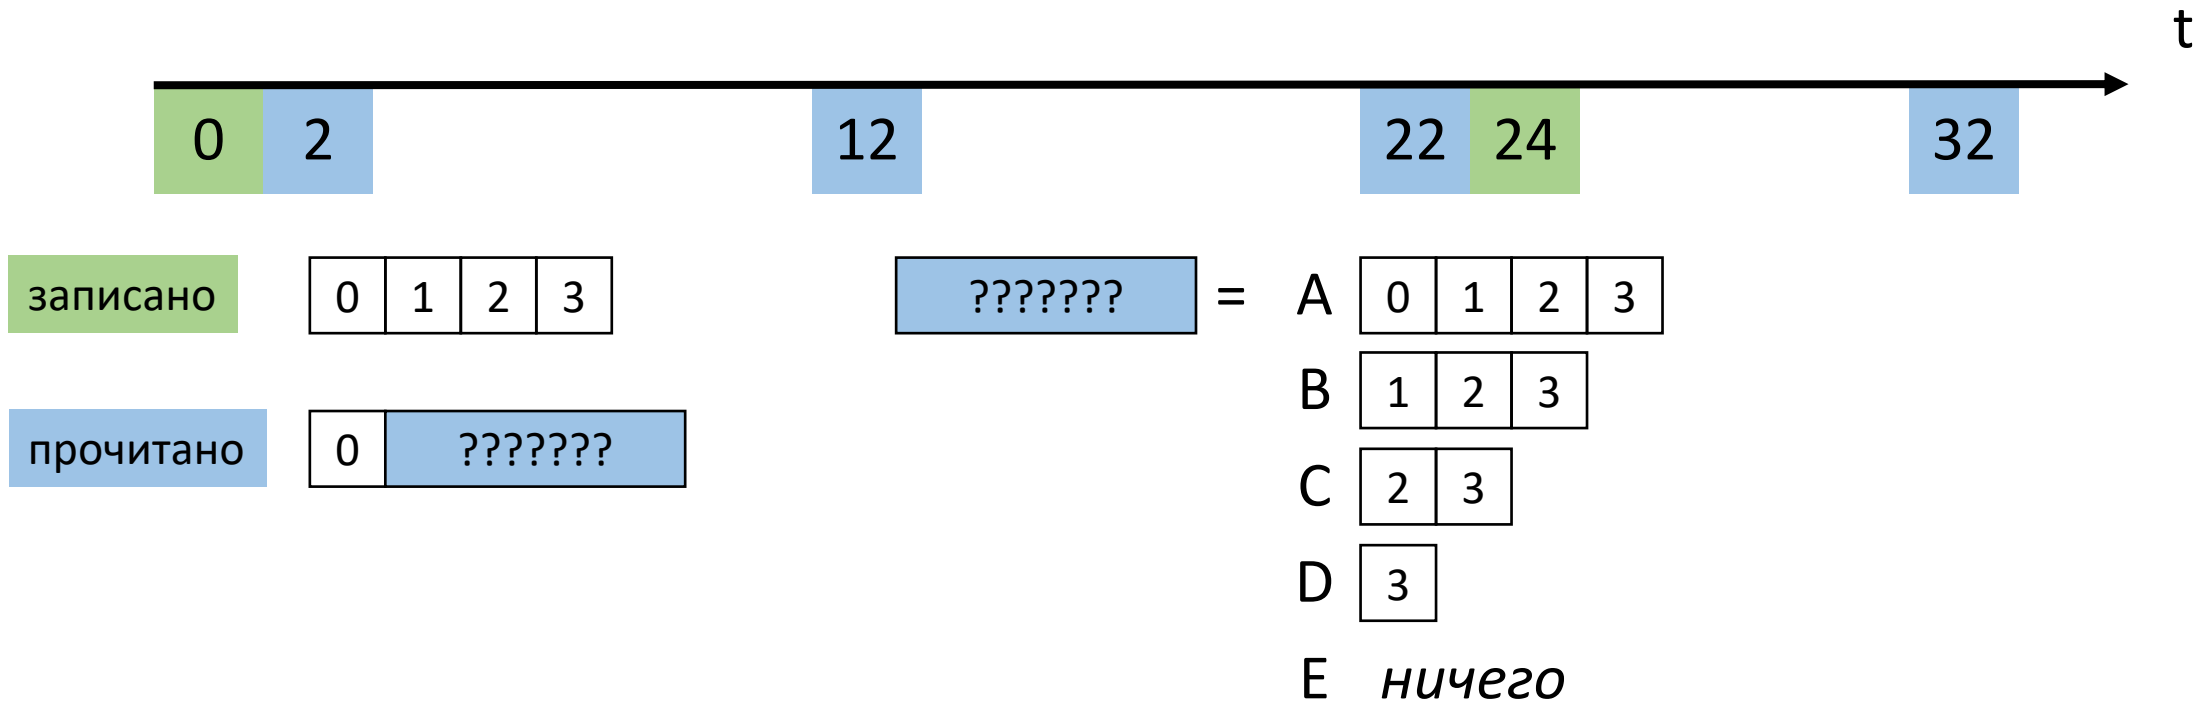 t
0 2 12 22 24 32
записано 0 1 2 3 ??????? = A 0 1 2 3
B 1 2 3
прочитано 0 ???????
C 2 3
D 3
E ничего